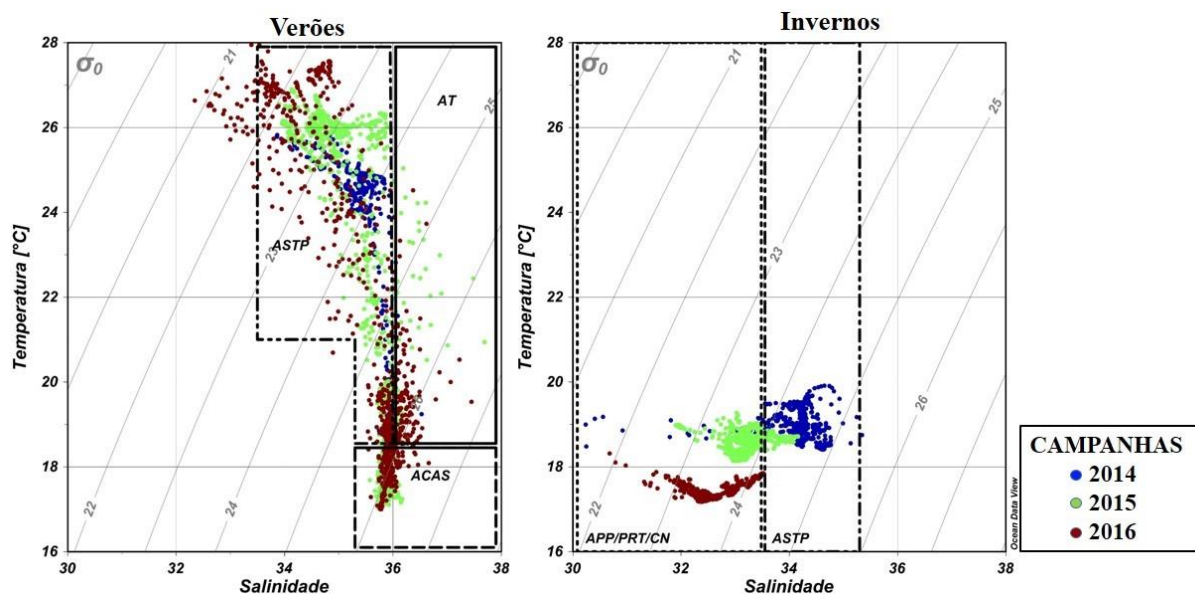 Verões
28
26
24
22
20
18
16
Temperatura [°C]
σ0
21
25
AT
ASTP
23
ACAS
22
24
30
32
34
36
38
Salinidade
Invernos
28
26
24
22
20
18
16
Temperatura [°C]
σ0
21
25
23
26
22
24
APP/PRT/CN
ASTP
30
32
34
36
38
Salinidade
Ocean Data View
CAMPANHAS
2014
2015
2016